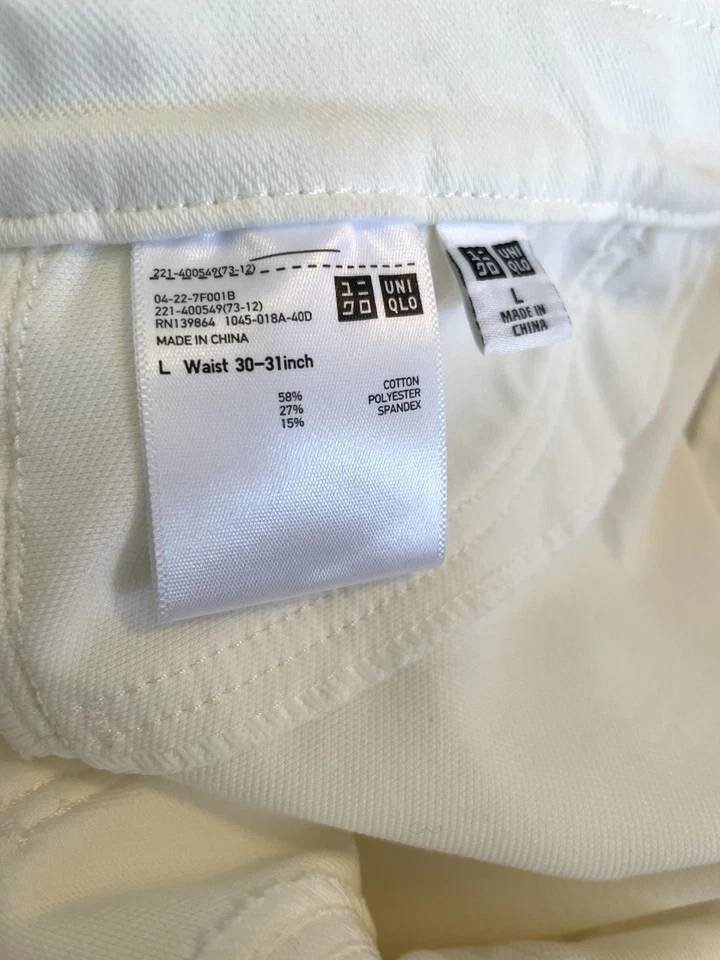 221-400549(73-12)
04-22-7F001B
221-400549(73-12)
RN139864 1045-018A-40D
MADE IN CHINA
ユニ
クロ
UNI
QLO
L Waist 30-31inch
58% COTTON
27% POLYESTER
15% SPANDEX
ユニ
クロ
UNI
QLO
L
MADE IN
CHINA